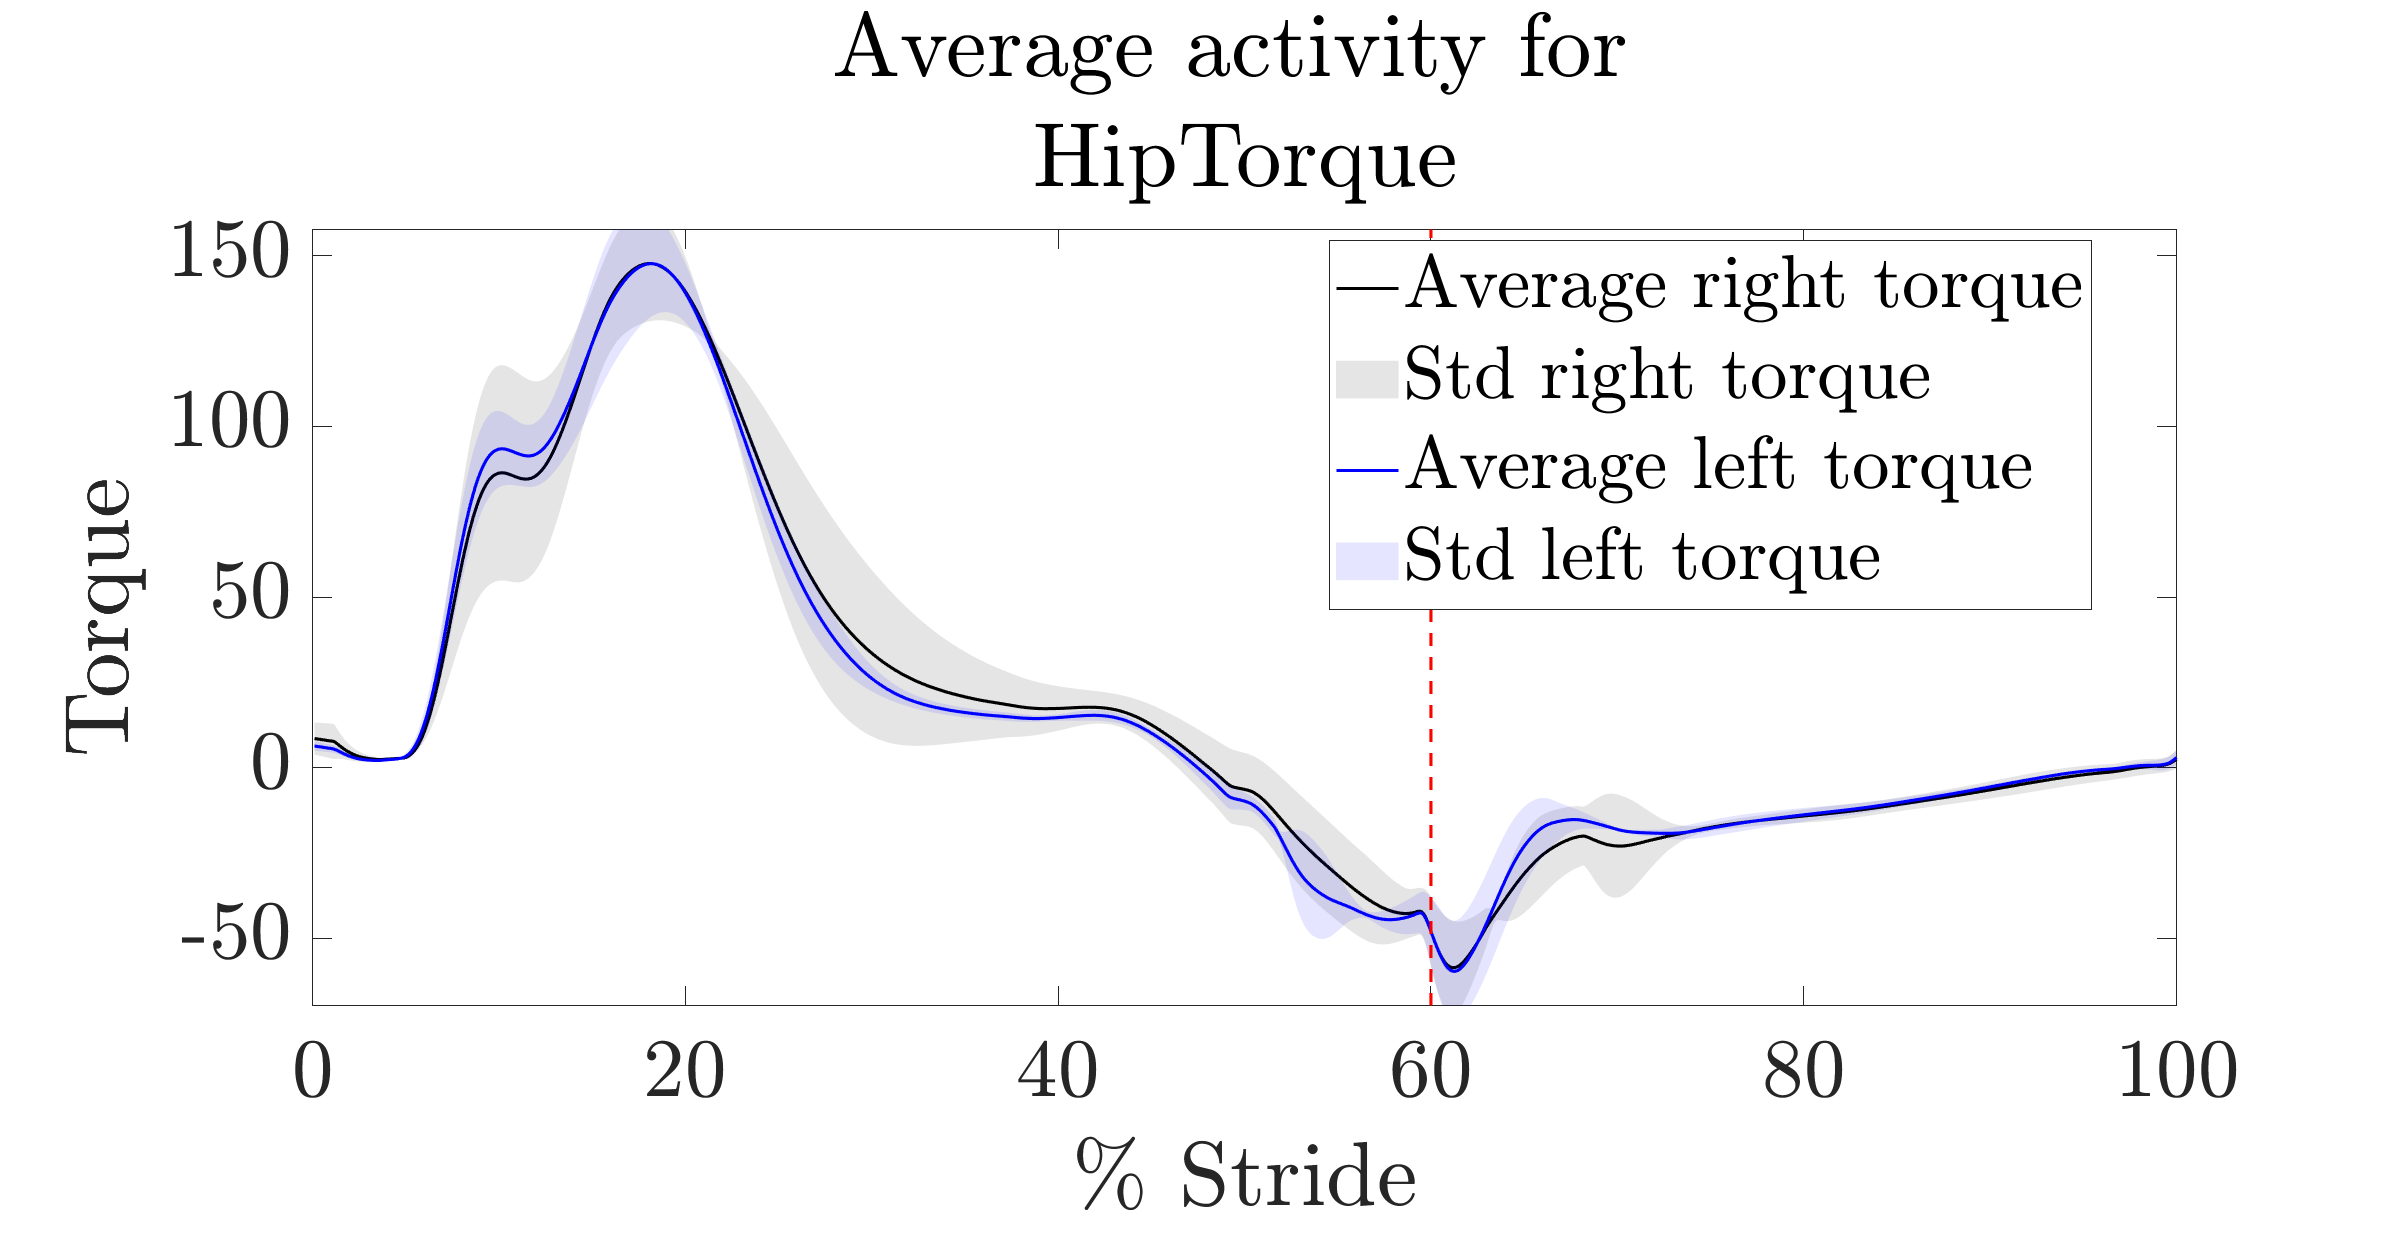 Average activity for
HipTorque
150
100
50
0
-50
Torque
Average right torque
Std right torque
Average left torque
Std left torque
0 20 40 60 80 100
% Stride